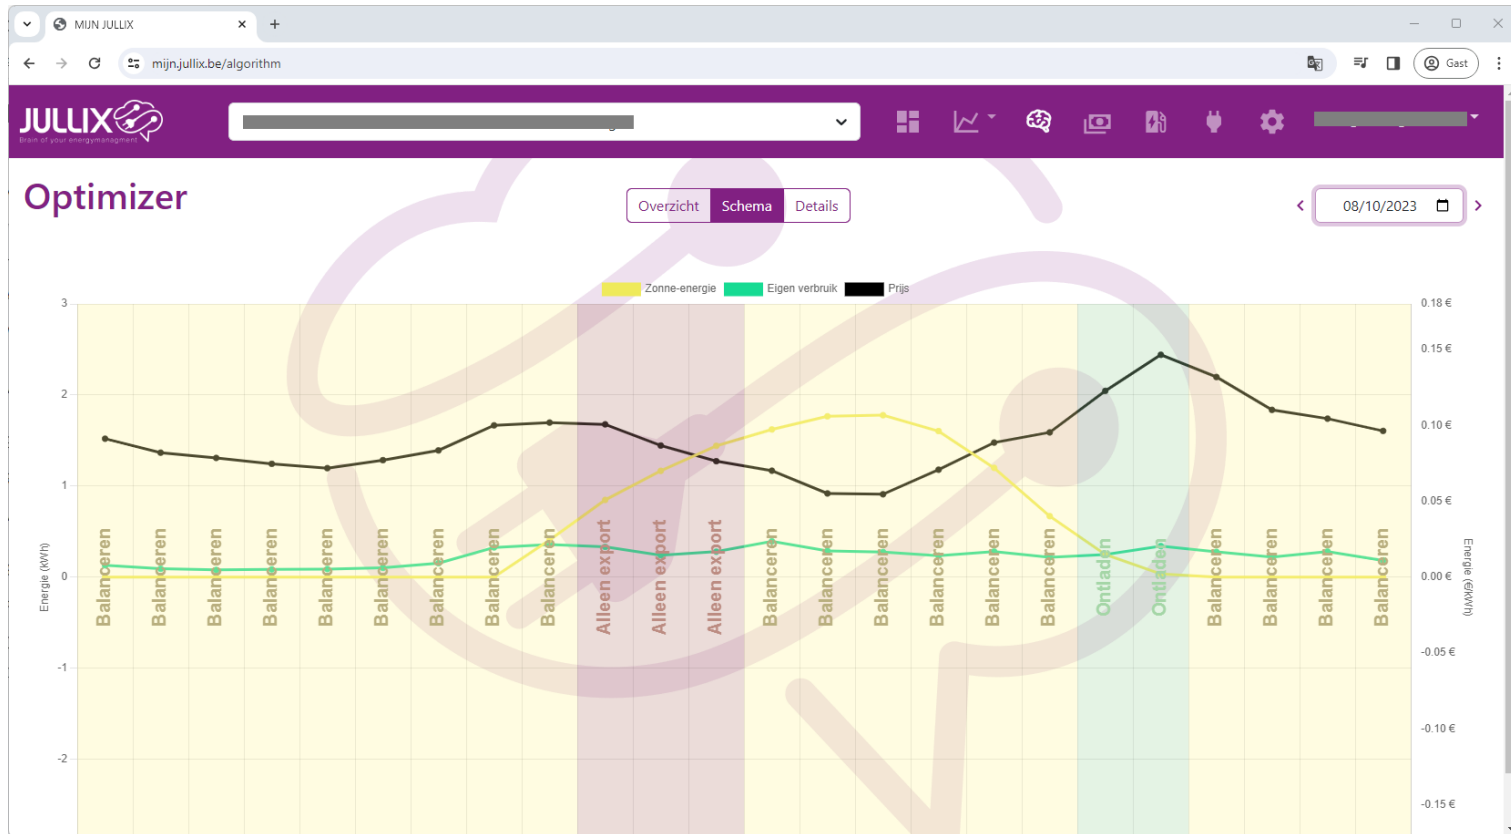 MIJN JULLIX
mijn.jullix.be/algorithm
Gast
JULLIX
Brain of your energymanagment
Optimizer
Overzicht Schema Details
08/10/2023
Zonne-energie Eigen verbruik Prijs
3
2
1
0
-1
-2
Energie (kWh)
Balanceren
Balanceren
Balanceren
Balanceren
Balanceren
Balanceren
Balanceren
Balanceren
Balanceren
Alleen export
Alleen export
Alleen export
Balanceren
Balanceren
Balanceren
Balanceren
Balanceren
Balanceren
Ontladen
Ontladen
Balanceren
Balanceren
Balanceren
Balanceren
0.18 €
0.15 €
0.10 €
0.05 €
0.00 €
-0.05 €
-0.10 €
-0.15 €
Energie (€/kWh)